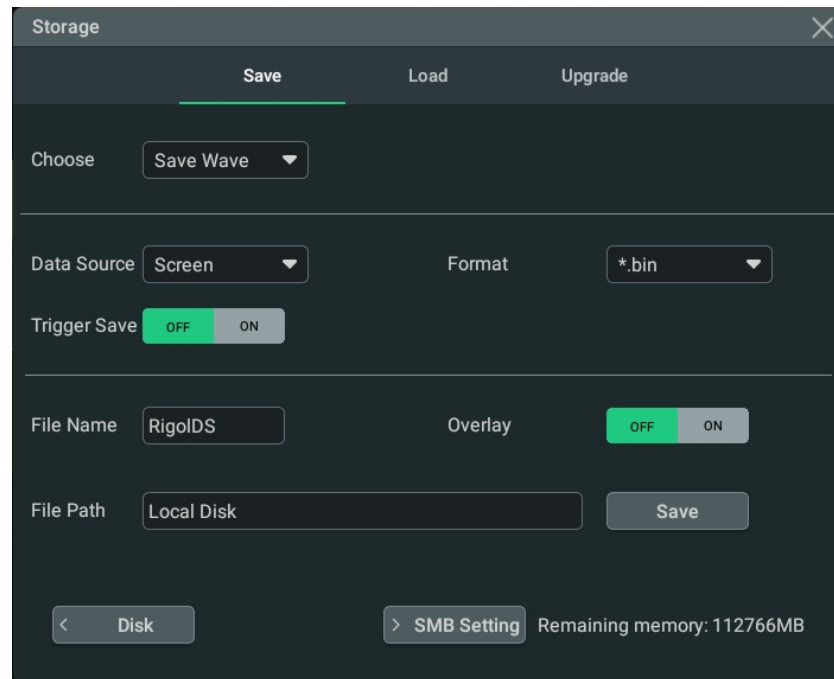 Storage
Save Load Upgrade
Choose Save Wave
Data Source Screen Format *.bin
Trigger Save OFF ON
File Name RigolDS Overlay OFF ON
File Path Local Disk Save
< Disk > SMB Setting Remaining memory: 112766MB